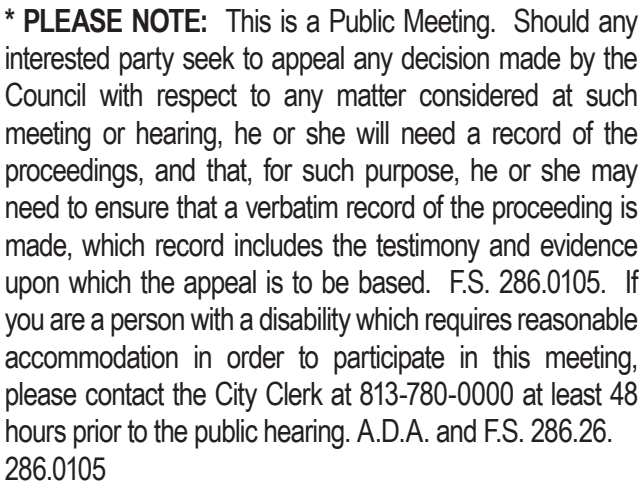 * PLEASE NOTE: This is a Public Meeting. Should any
interested party seek to appeal any decision made by the
Council with respect to any matter considered at such
meeting or hearing, he or she will need a record of the
proceedings, and that, for such purpose, he or she may
need to ensure that a verbatim record of the proceeding is
made, which record includes the testimony and evidence
upon which the appeal is to be based. F.S. 286.0105. If
you are a person with a disability which requires reasonable
accommodation in order to participate in this meeting,
please contact the City Clerk at 813-780-0000 at least 48
hours prior to the public hearing. A.D.A. and F.S. 286.26.
286.0105